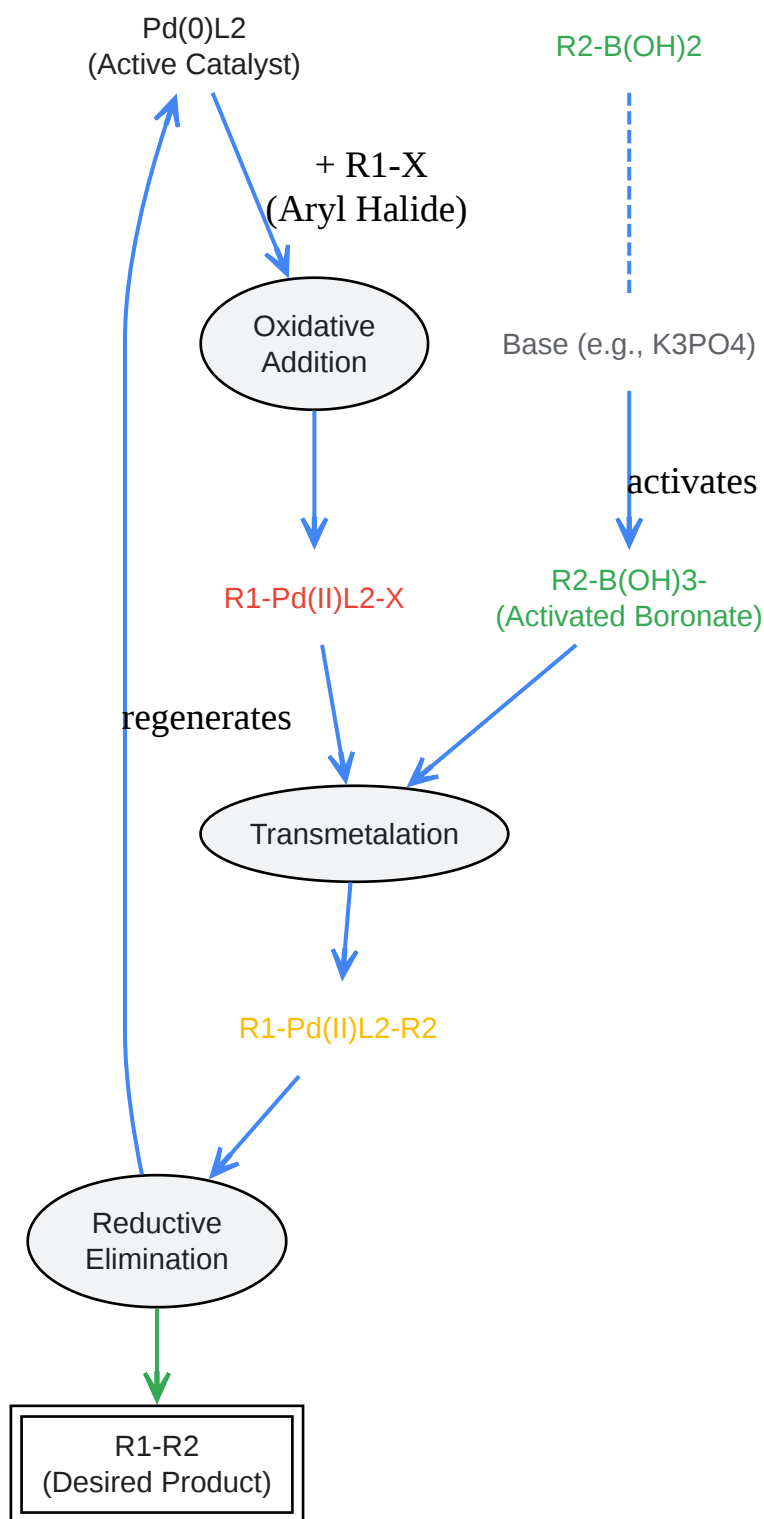 Pd(0)L2
(Active Catalyst)
R2-B(OH)2
+ R1-X
(Aryl Halide)
Oxidative
Addition
Base (e.g., K3PO4)
activates
R1-Pd(II)L2-X
R2-B(OH)3-
(Activated Boronate)
regenerates
Transmetalation
R1-Pd(II)L2-R2
Reductive
Elimination
R1-R2
(Desired Product)